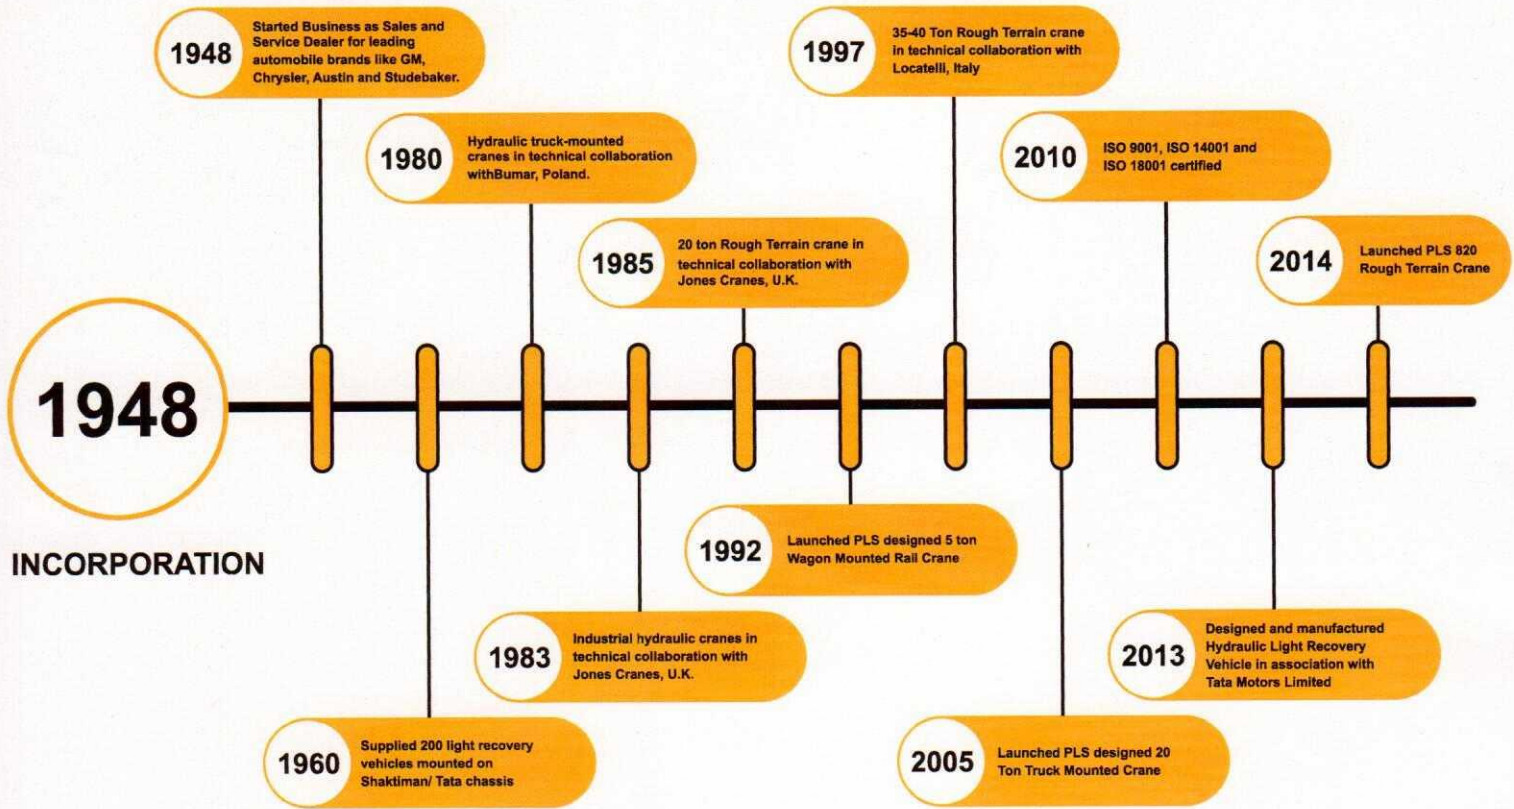 1948
INCORPORATION
1948
Started Business as Sales and
Service Dealer for leading
automobile brands like GM,
Chrysler, Austin and Studebaker.
1960
Supplied 200 light recovery
vehicles mounted on
Shaktiman/ Tata chassis
1980
Hydraulic truck-mounted
cranes in technical collaboration
withBumar, Poland.
1983
Industrial hydraulic cranes in
technical collaboration with
Jones Cranes, U.K.
1985
20 ton Rough Terrain crane in
technical collaboration with
Jones Cranes, U.K.
1992
Launched PLS designed 5 ton
Wagon Mounted Rail Crane
1997
35-40 Ton Rough Terrain crane
in technical collaboration with
Locatelli, Italy
2005
Launched PLS designed 20
Ton Truck Mounted Crane
2010
ISO 9001, ISO 14001 and
ISO 18001 certified
2013
Designed and manufactured
Hydraulic Light Recovery
Vehicle in association with
Tata Motors Limited
2014
Launched PLS 820
Rough Terrain Crane